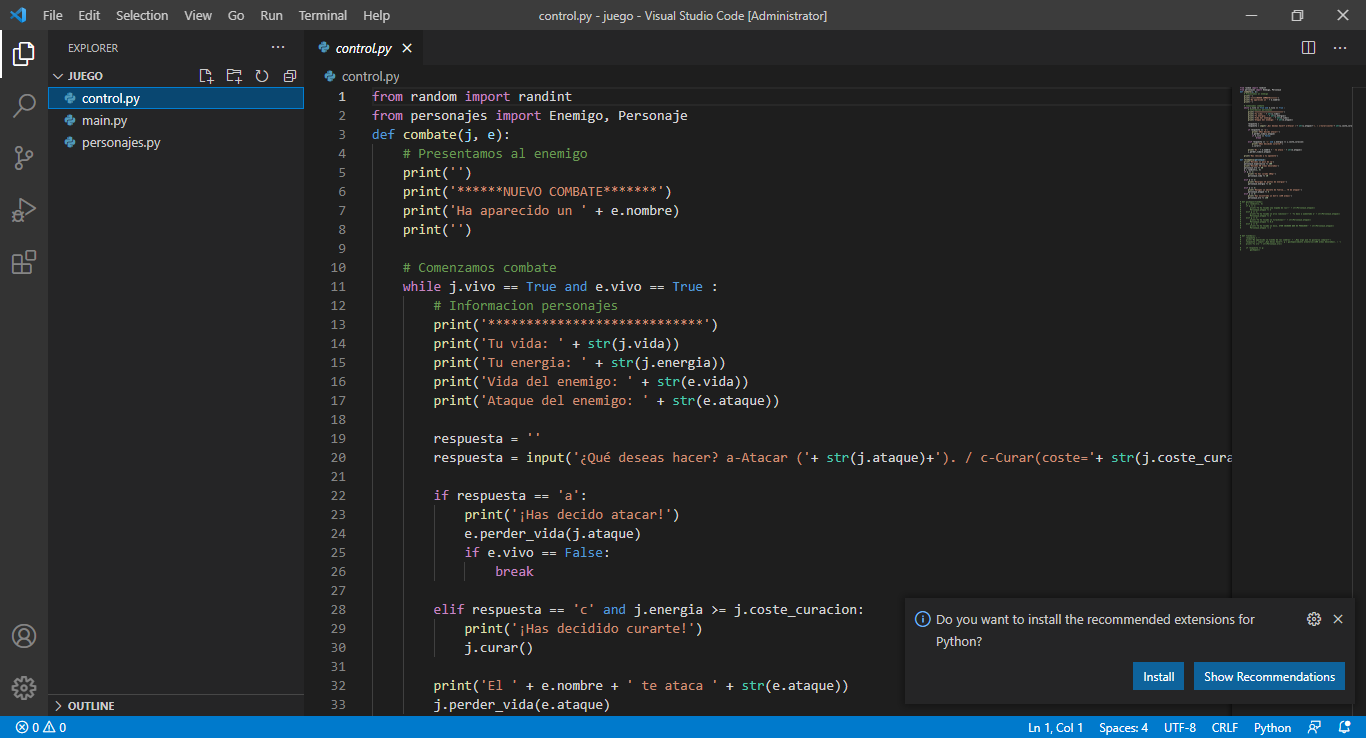 File Edit Selection View Go Run Terminal Help
control.py - juego - Visual Studio Code [Administrator]
EXPLORER
JUEGO
control.py
main.py
personajes.py
OUTLINE
control.py
control.py
1 from random import randint
2 from personajes import Enemigo, Personaje
3 def combate(j, e):
4 # Presentamos al enemigo
5 print('')
6 print('******NUEVO COMBATE*******')
7 print('Ha aparecido un ' + e.nombre)
8 print('')
9
10 # Comenzamos combate
11 while j.vivo == True and e.vivo == True :
12 # Informacion personajes
13 print('****************************')
14 print('Tu vida: ' + str(j.vida))
15 print('Tu energia: ' + str(j.energia))
16 print('Vida del enemigo: ' + str(e.vida))
17 print('Ataque del enemigo: ' + str(e.ataque))
18
19 respuesta = ''
20 respuesta = input('¿Qué deseas hacer? a-Atacar ('+ str(j.ataque)+'). / c-Curar(coste='+ str(j.coste_cura
21
22 if respuesta == 'a':
23 print('¡Has decido atacar!')
24 e.perder_vida(j.ataque)
25 if e.vivo == False:
26 break
27
28 elif respuesta == 'c' and j.energia >= j.coste_curacion:
29 print('¡Has decidido curarte!')
30 j.curar()
31
32 print('El ' + e.nombre + ' te ataca ' + str(e.ataque))
33 j.perder_vida(e.ataque)
Do you want to install the recommended extensions for
Python?
Install Show Recommendations
0 0 Ln 1, Col 1 Spaces: 4 UTF-8 CRLF Python